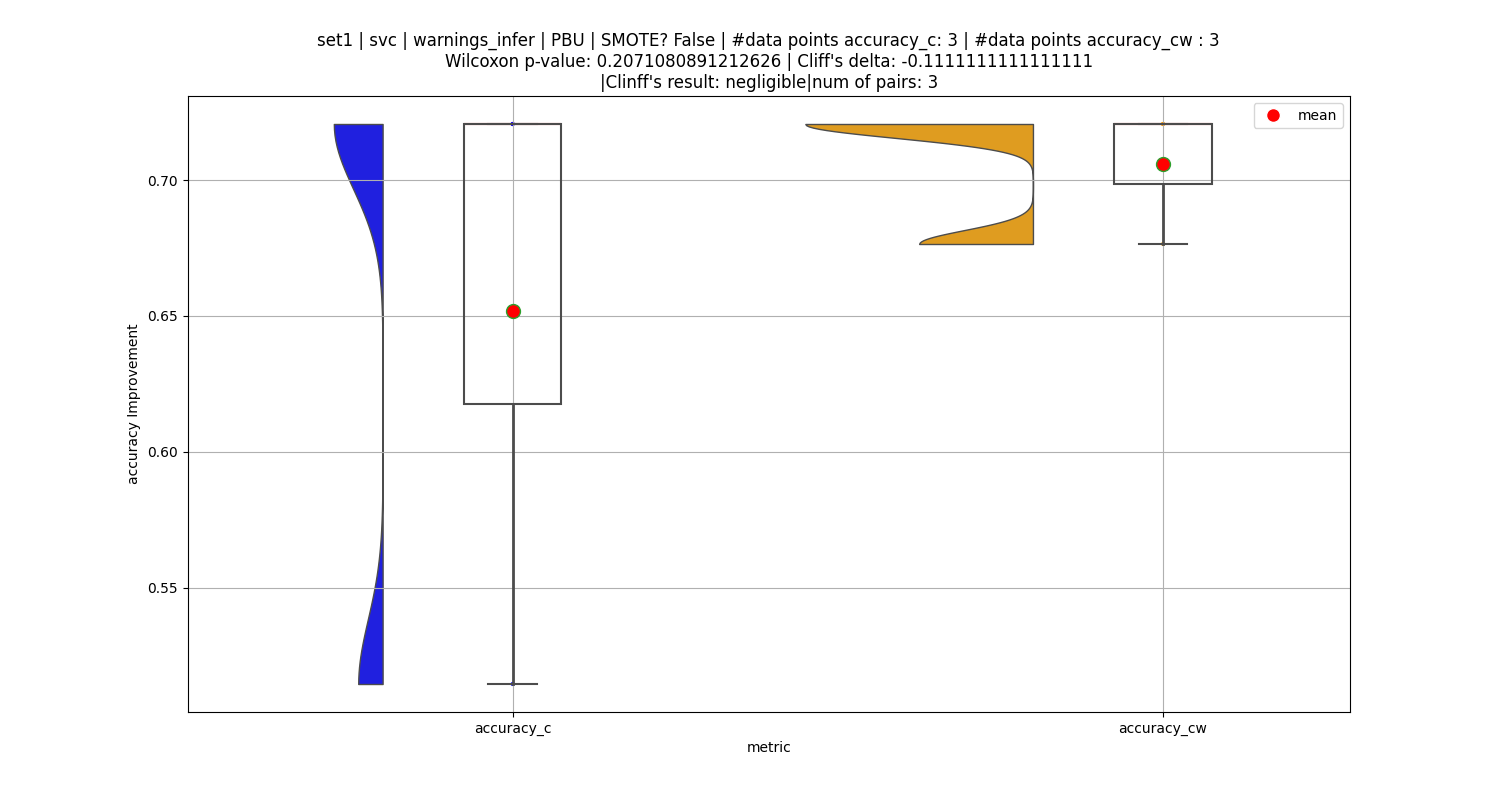 set1 | svc | warnings_infer | PBU | SMOTE? False | #data points accuracy_c: 3 | #data points accuracy_cw : 3
Wilcoxon p-value: 0.2071080891212626 | Cliff's delta: -0.1111111111111111
|Clinff's result: negligible|num of pairs: 3
mean
0.70
0.65
0.60
0.55
accuracy Improvement
accuracy_c
accuracy_cw
metric